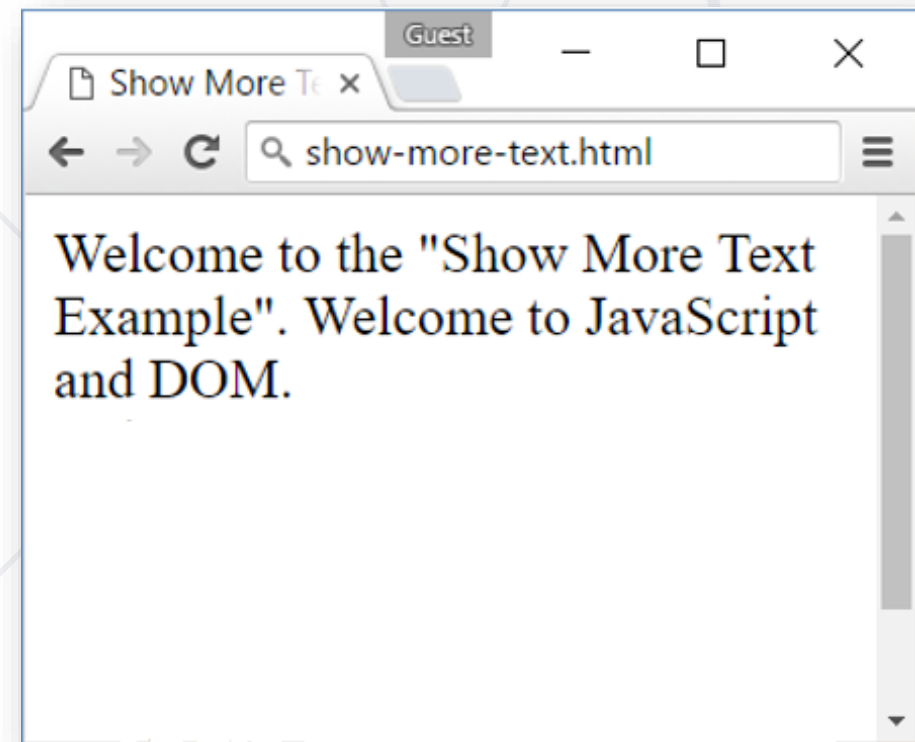 Guest
Show More Te
show-more-text.html
Welcome to the "Show More Text
Example". Welcome to JavaScript
and DOM.